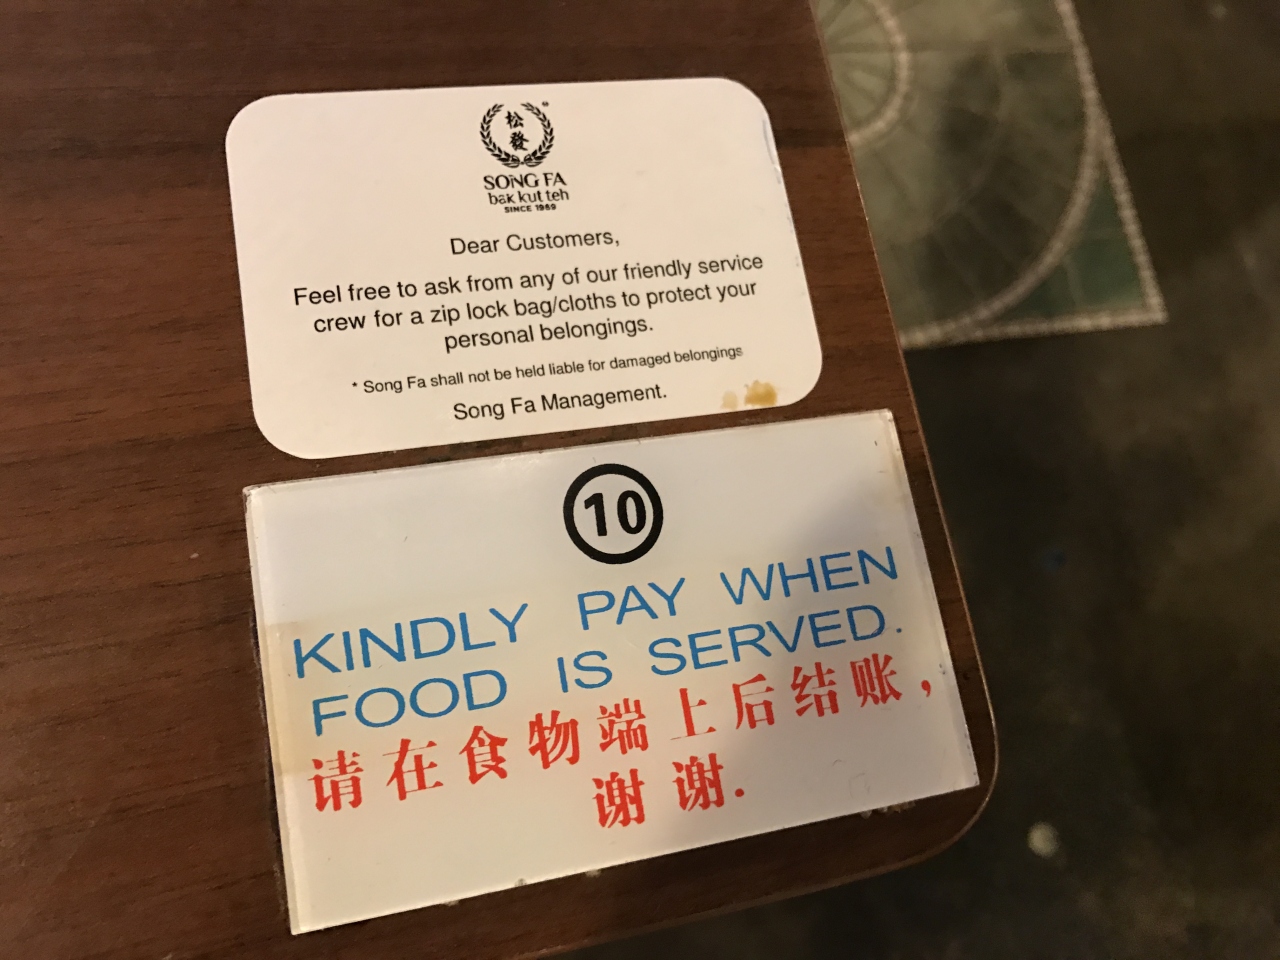 松
發
SONG FA
bak kut teh
SINCE 1969
Dear Customers,
Feel free to ask from any of our friendly service
crew for a zip lock bag/cloths to protect your
personal belongings.
* Song Fa shall not be held liable for damaged belongings
Song Fa Management.
10
KINDLY PAY WHEN
FOOD IS SERVED.
请在食物端上后结账，
谢谢.